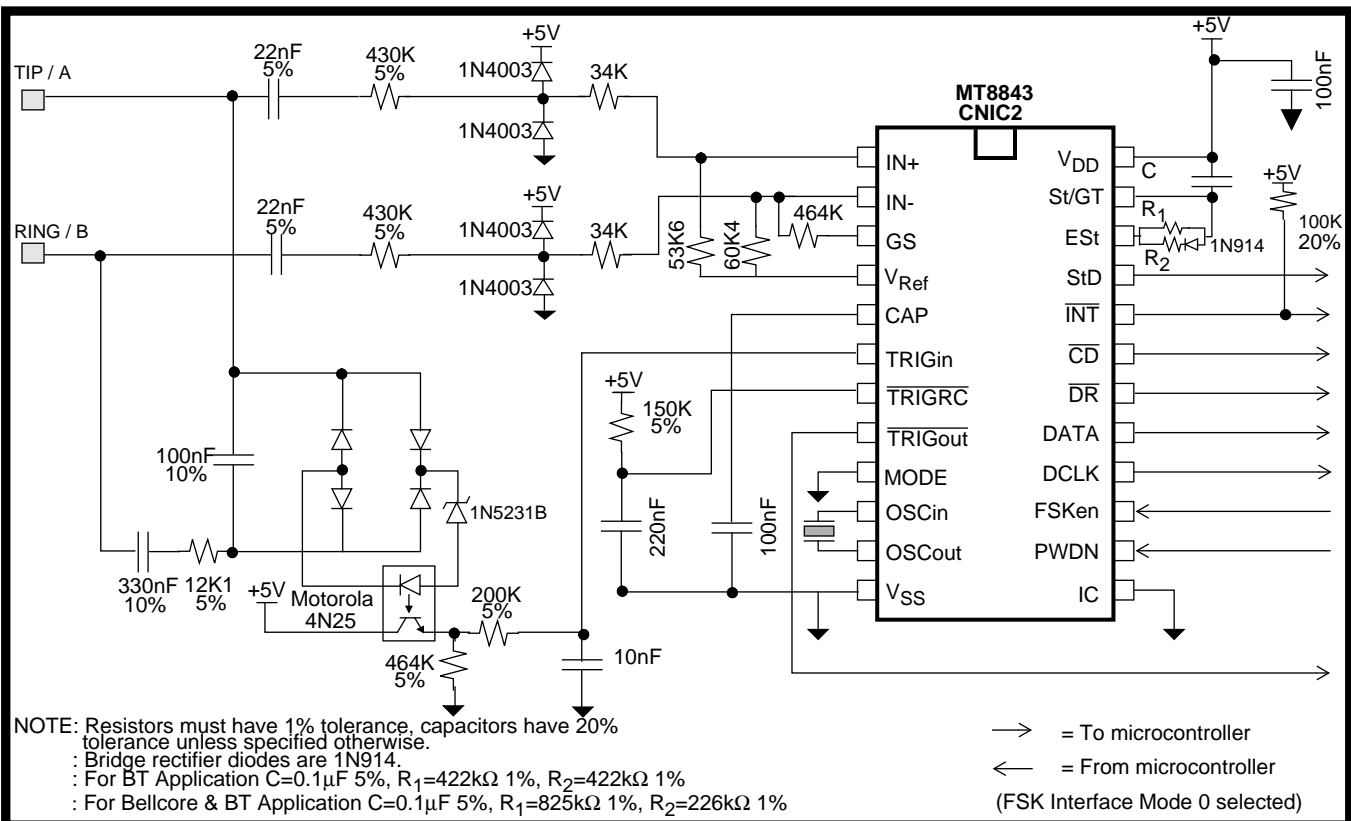 +5V
+5V
22nF
5%
430K
5%
1N4003
34K
TIP / A
1N4003
MT8843
CNIC2
100nF
IN+
VDD
C
+5V
+5V
22nF
5%
430K
5%
1N4003
34K
IN-
464K
St/GT
R1
100K
20%
RING / B
GS
ESt
1N914
53K6
60K4
R2
1N4003
VRef
StD
CAP
INT
TRIGin
CD
+5V
TRIGRC
DR
150K
5%
TRIGout
DATA
100nF
10%
MODE
DCLK
1N5231B
220nF
100nF
OSCin
FSKen
OSCout
PWDN
330nF
10%
12K1
5%
+5V
Motorola
4N25
200K
5%
VSS
IC
464K
5%
10nF
NOTE: Resistors must have 1% tolerance, capacitors have 20%
tolerance unless specified otherwise.
: Bridge rectifier diodes are 1N914.
: For BT Application C=0.1µF 5%, R1=422kΩ 1%, R2=422kΩ 1%
: For Bellcore & BT Application C=0.1µF 5%, R1=825kΩ 1%, R2=226kΩ 1%
= To microcontroller
= From microcontroller
(FSK Interface Mode 0 selected)